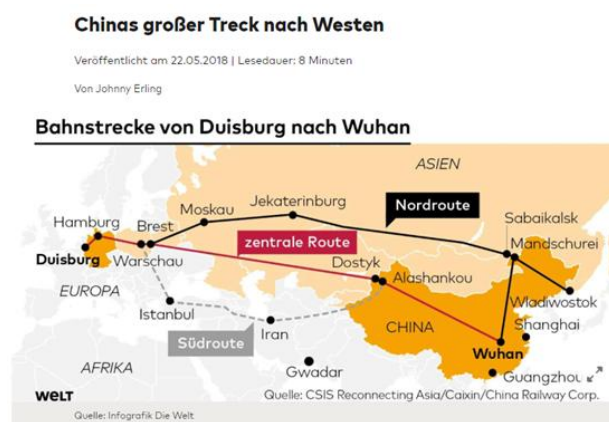 Chinas großer Treck nach Westen
Veröffentlicht am 22.05.2018 | Lesedauer: 8 Minuten
Von Johnny Erling
Bahnstrecke von Duisburg nach Wuhan
ASIEN
Jekaterinburg
Nordroute
Moskau
Hamburg
Brest
Sabaikalsk
Mandschurei
zentrale Route
Duisburg
Warschau
Dostyk
Alashankou
EUROPA
Istanbul
Wladiwostok
CHINA
Shanghai
Südroute
Iran
Wuhan
AFRIKA
Gwadar
Guangzhou
WELT
Quelle: CSIS Reconnecting Asia/Caixin/China Railway Corp.
Quelle: Infografik Die Welt